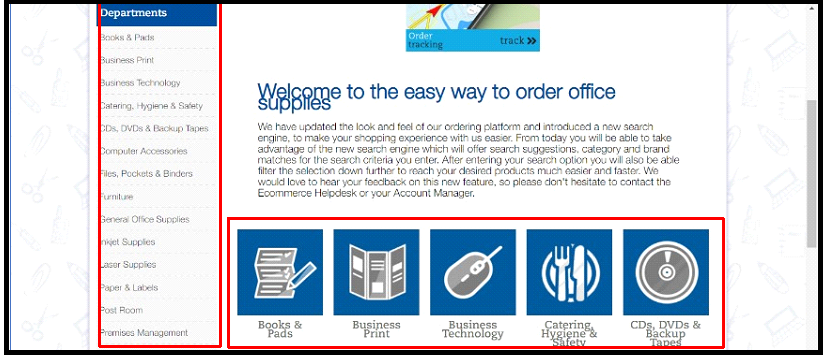 Departments
Books & Pads
Business Print
Business Technology
Catering, Hygiene & Safety
CDs, DVDs & Backup Tapes
Computer Accessories
Files, Pockets & Binders
Furniture
General Office Supplies
Inkjet Supplies
Laser Supplies
Paper & Labels
Post Room
Premises Management
Order
tracking
track
Welcome to the easy way to order office
supplies
We have updated the look and feel of our ordering platform and introduced a new search
engine, to make your shopping experience with us easier. From today you will be able to take
advantage of the new search engine which will offer search suggestions, category and brand
matches for the search criteria you enter. After entering your search option you will also be able
filter the selection down further to reach your desired products much easier and faster. We
would love to hear your feedback on this new feature, so please don't hesitate to contact the
Ecommerce Helpdesk or your Account Manager.
Books &
Pads
Business
Print
Business
Technology
Catering,
Hygiene &
Safety
CDs, DVDs &
Backup
Tapes